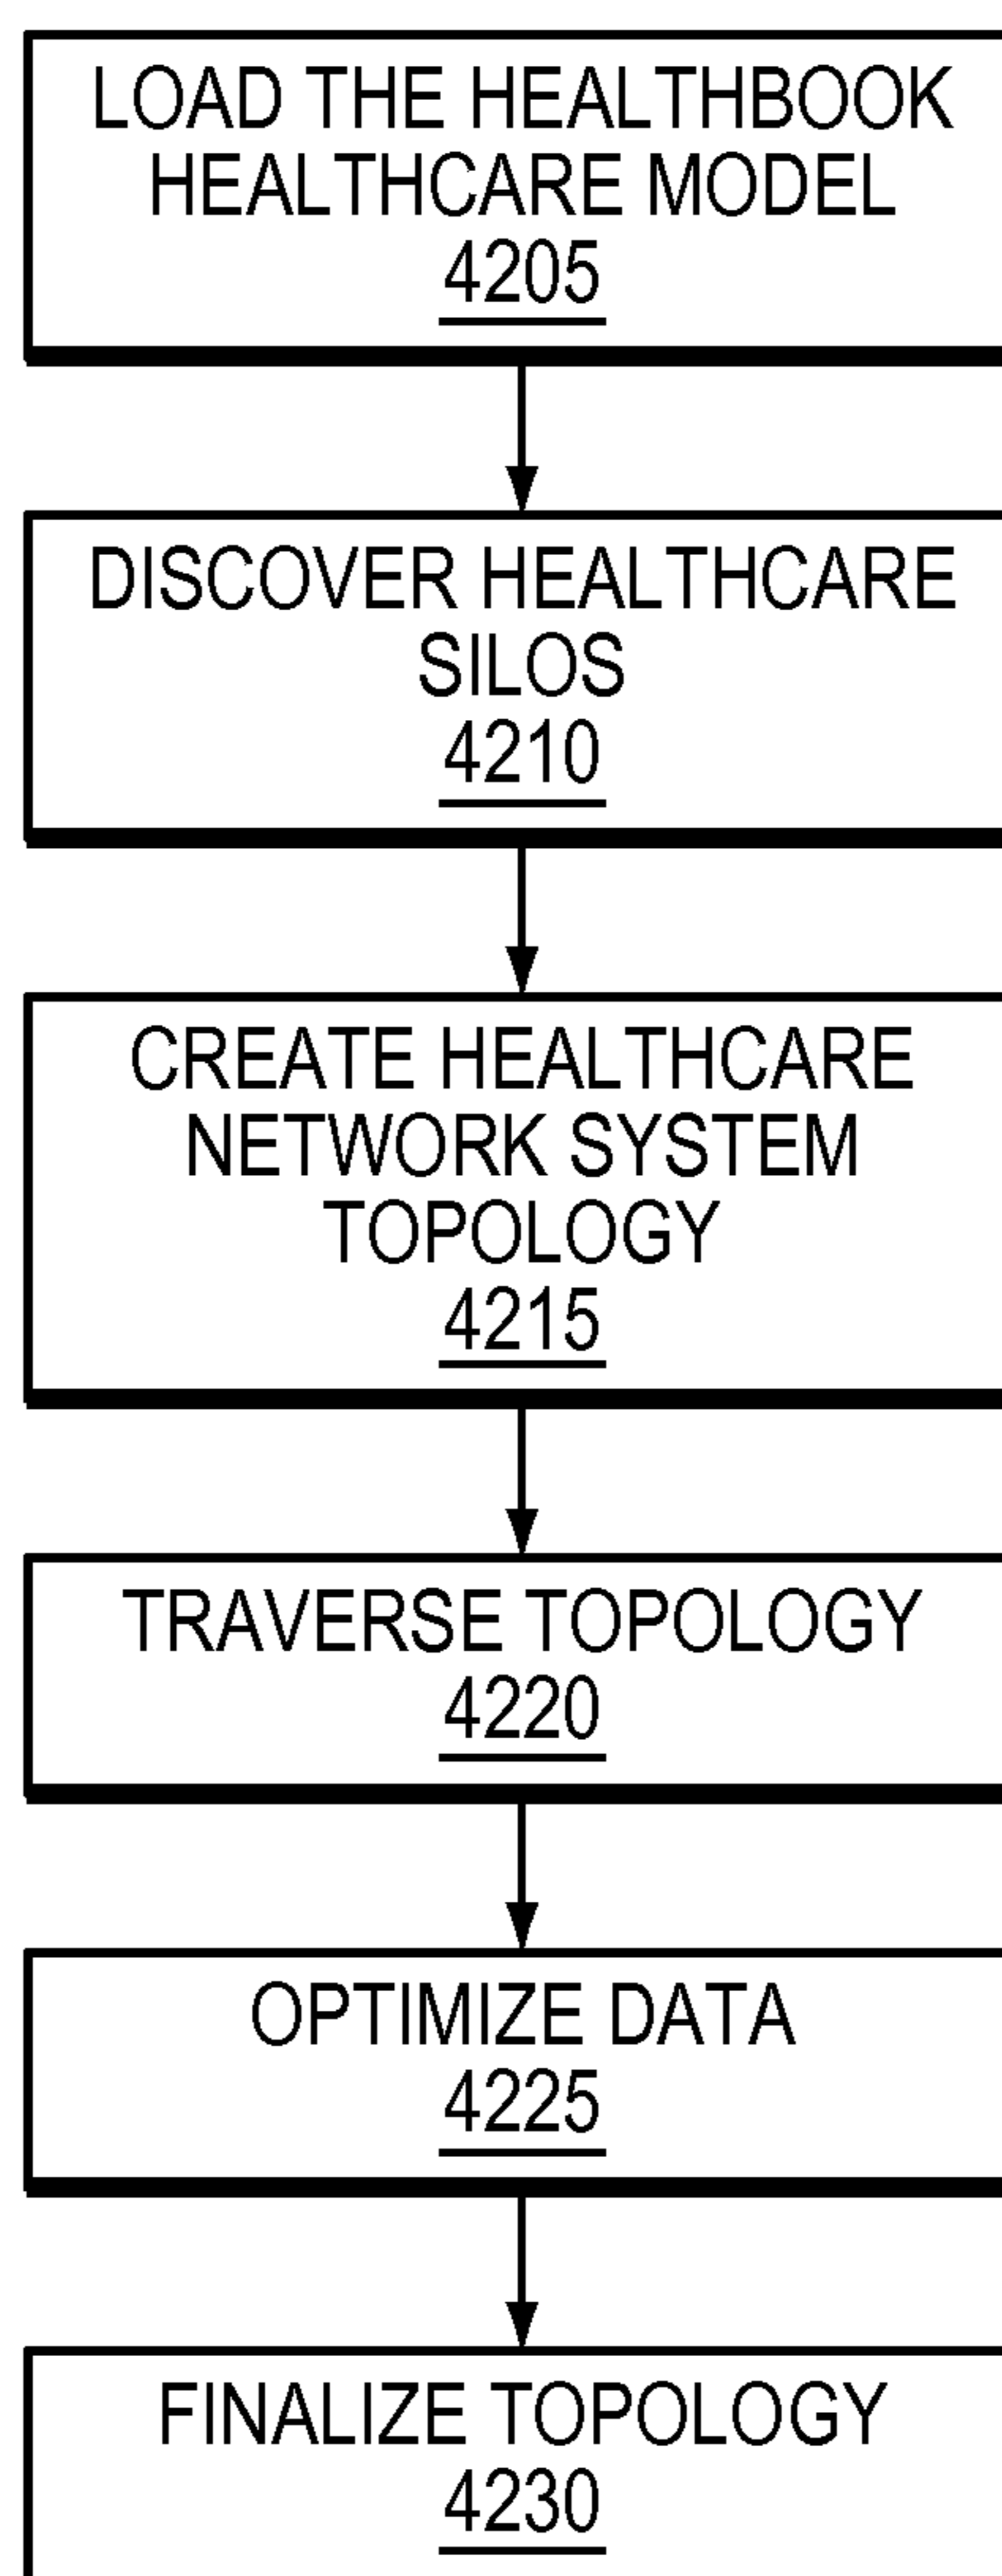 LOAD THE HEALTHBOOK
HEALTHCARE MODEL
4205
DISCOVER HEALTHCARE
SILOS
4210
CREATE HEALTHCARE
NETWORK SYSTEM
TOPOLOGY
4215
TRAVERSE TOPOLOGY
4220
OPTIMIZE DATA
4225
FINALIZE TOPOLOGY
4230